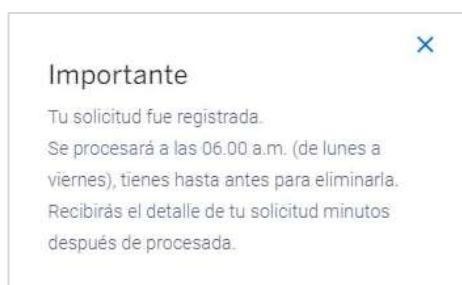 Importante
Tu solicitud fue registrada.
Se procesará a las 06.00 a.m. (de lunes a
viernes), tienes hasta antes para eliminarla.
Recibirás el detalle de tu solicitud minutos
después de procesada.